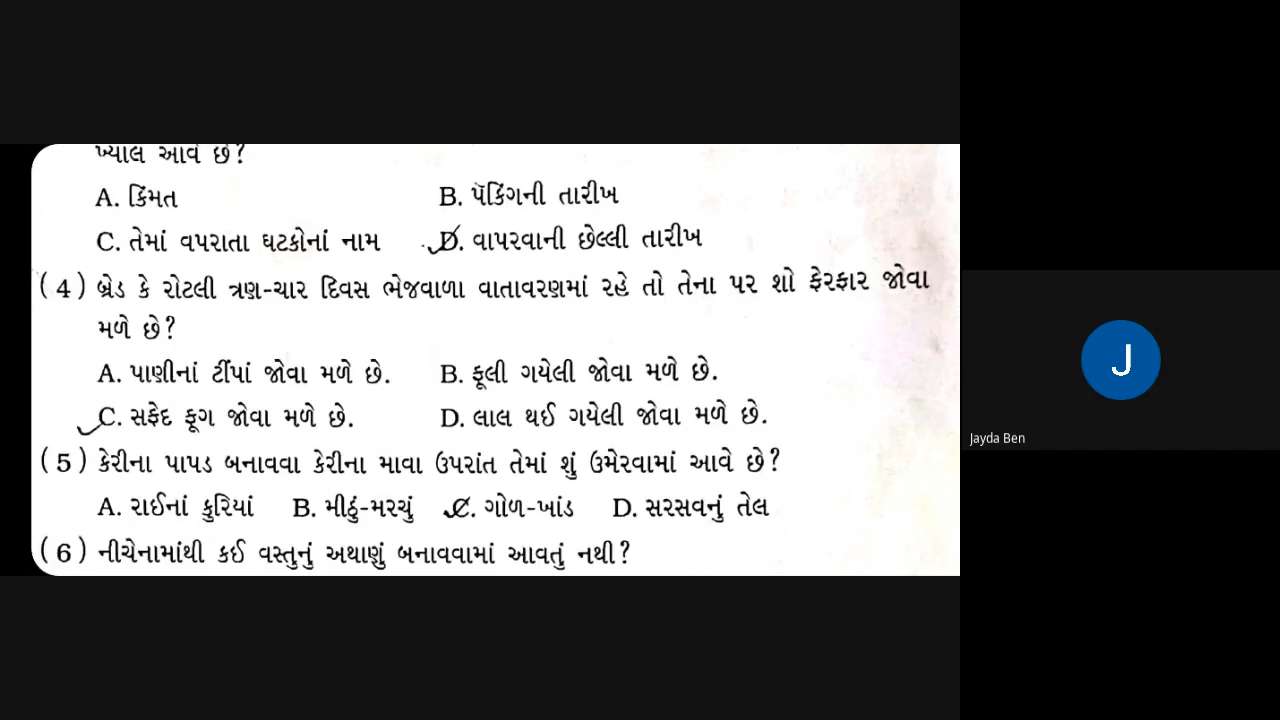 ખ્યાલ આવે છે?
A. કિંમત B. પૅકિંગની તારીખ
C. તેમાં વપરાતા ઘટકોનાં નામ D. વાપરવાની છેલ્લી તારીખ
(4) બ્રેડ કે રોટલી ત્રણ-ચાર દિવસ ભેજવાળા વાતાવરણમાં રહે તો તેના પર શો ફેરફાર જોવા
મળે છે?
A. પાણીનાં ટીંપાં જોવા મળે છે. B. ફૂલી ગયેલી જોવા મળે છે.
C. સફેદ ફૂગ જોવા મળે છે. D. લાલ થઈ ગયેલી જોવા મળે છે.
(5) કેરીના પાપડ બનાવવા કેરીના માવા ઉપરાંત તેમાં શું ઉમેરવામાં આવે છે?
A. રાઈનાં કુરિયાં B. મીઠું-મરચું C. ગોળ-ખાંડ D. સરસવનું તેલ
(6) નીચેનામાંથી કઈ વસ્તુનું અથાણું બનાવવામાં આવતું નથી?
J
Jayda Ben